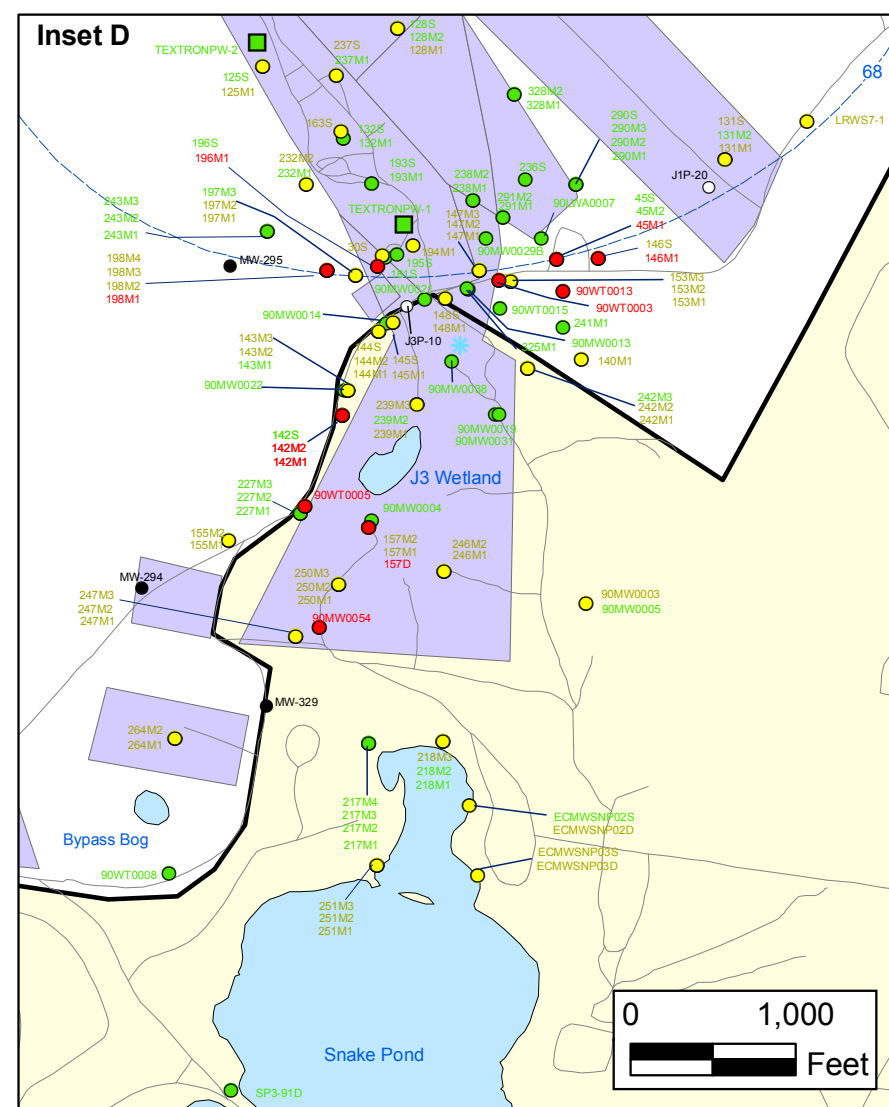 Inset D
128S
128M2
128M1
TEXTRONPW-2
237S
237M1
68
125S
125M1
328M2
328M1
290S
290M3
290M2
290M1
163S
132S
132M1
131S
131M2
131M1
LRWS7-1
196S
196M1
232M2
232M1
193S
193M1
238M2
238M1
236S
J1P-20
243M3
243M2
243M1
197M3
197M2
197M1
TEXTRONPW-1
291M2
291M1
90LWA0007
45S
45M2
45M1
147M3
147M2
147M1
198M4
198M3
198M2
198M1
MW-295
30S
194M1
195S
90MW0029B
146S
146M1
181S
153M3
153M2
153M1
90WT0013
90MW0021
90WT0003
90MW0014
J3P-10
148S
148M1
90WT0015
241M1
90MW0013
225M1
143M3
143M2
143M1
144S
144M2
144M1
145S
145M1
140M1
90MW0022
90MW0038
242M3
242M2
242M1
239M3
239M2
239M1
90MW0019
90MW0031
142S
142M2
142M1
J3 Wetland
227M3
227M2
227M1
90WT0005
90MW0004
155M2
155M1
157M2
157M1
157D
246M2
246M1
MW-294
250M3
250M2
250M1
247M3
247M2
247M1
90MW0003
90MW0005
90MW0054
MW-329
264M2
264M1
218M3
218M2
218M1
217M4
217M3
217M2
217M1
ECMWSNP02S
ECMWSNP02D
Bypass Bog
ECMWSNP03S
ECMWSNP03D
90WT0008
251M3
251M2
251M1
0 1,000
Feet
Snake Pond
SP3-91D